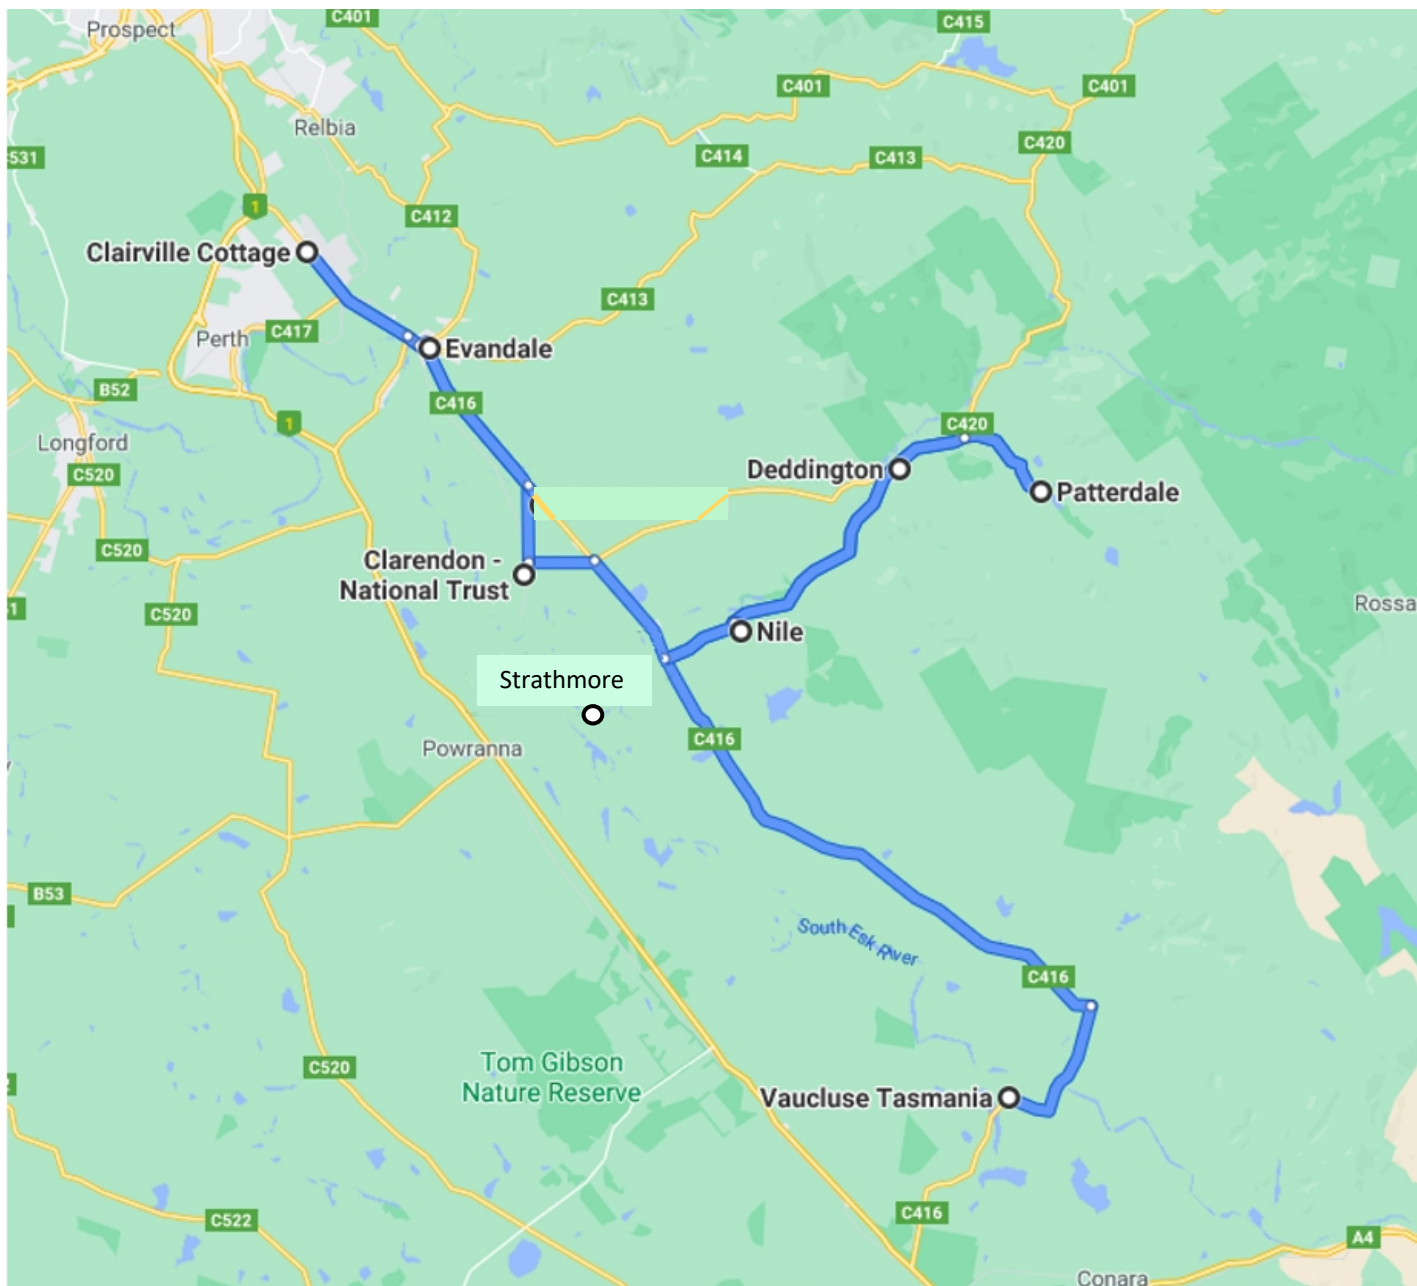 C401
C415
Prospect
C401
C401
Relbia
C420
C414
C413
531
1
C412
Clairville Cottage
C413
C417
Perth
Evandale
B52
C416
1
C420
Longford
Deddington
C520
Patterdale
C520
Clarendon -
National Trust
Rossa
C520
Nile
Strathmore
C416
Powranna
B53
South Esk River
C416
Tom Gibson
Nature Reserve
C520
Vaucluse Tasmania
C416
C522
A4
Conara